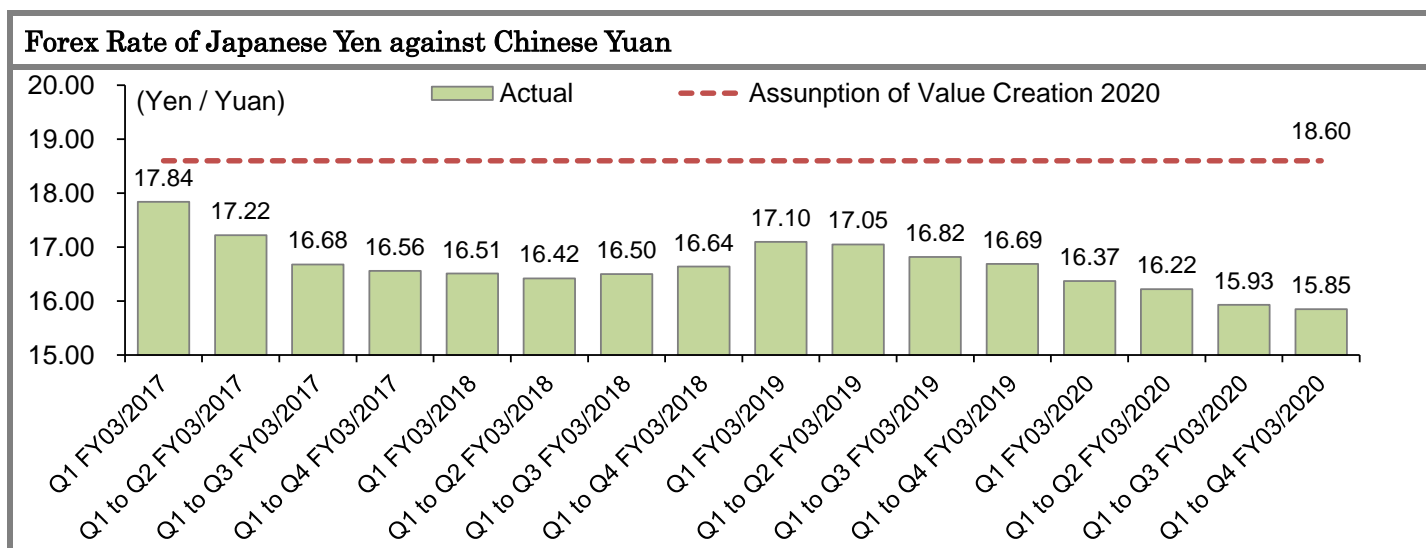 Forex Rate of Japanese Yen against Chinese Yuan
20.00
(Yen / Yuan)
Actual
Assunption of Value Creation 2020
19.00
18.00
17.00
16.00
15.00
17.84
17.22
16.68
16.56
16.51
16.42
16.50
16.64
17.10
17.05
16.82
16.69
16.37
16.22
15.93
15.85
18.60
Q1 FY03/2017
Q1 to Q2 FY03/2017
Q1 to Q3 FY03/2017
Q1 to Q4 FY03/2017
Q1 FY03/2018
Q1 to Q2 FY03/2018
Q1 to Q3 FY03/2018
Q1 to Q4 FY03/2018
Q1 FY03/2019
Q1 to Q2 FY03/2019
Q1 to Q3 FY03/2019
Q1 to Q4 FY03/2019
Q1 FY03/2020
Q1 to Q2 FY03/2020
Q1 to Q3 FY03/2020
Q1 to Q4 FY03/2020